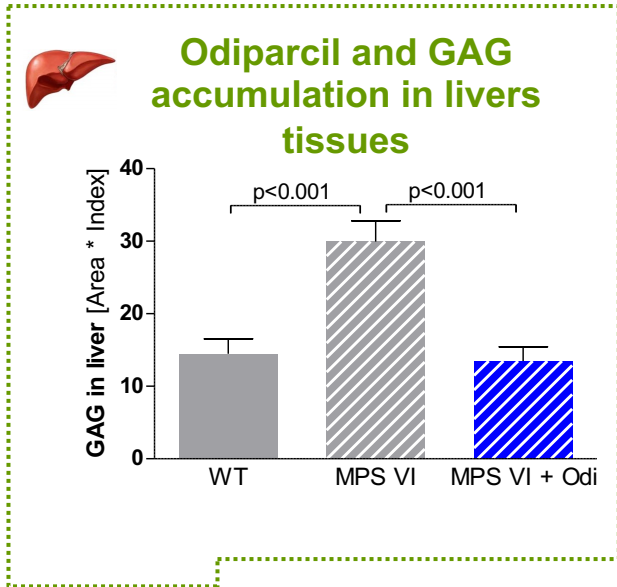 Odiparcil and GAG
accumulation in livers
tissues
GAG in liver [Area * Index]
40
30
20
10
0
p<0.001
p<0.001
WT
MPS VI
MPS VI + Odi